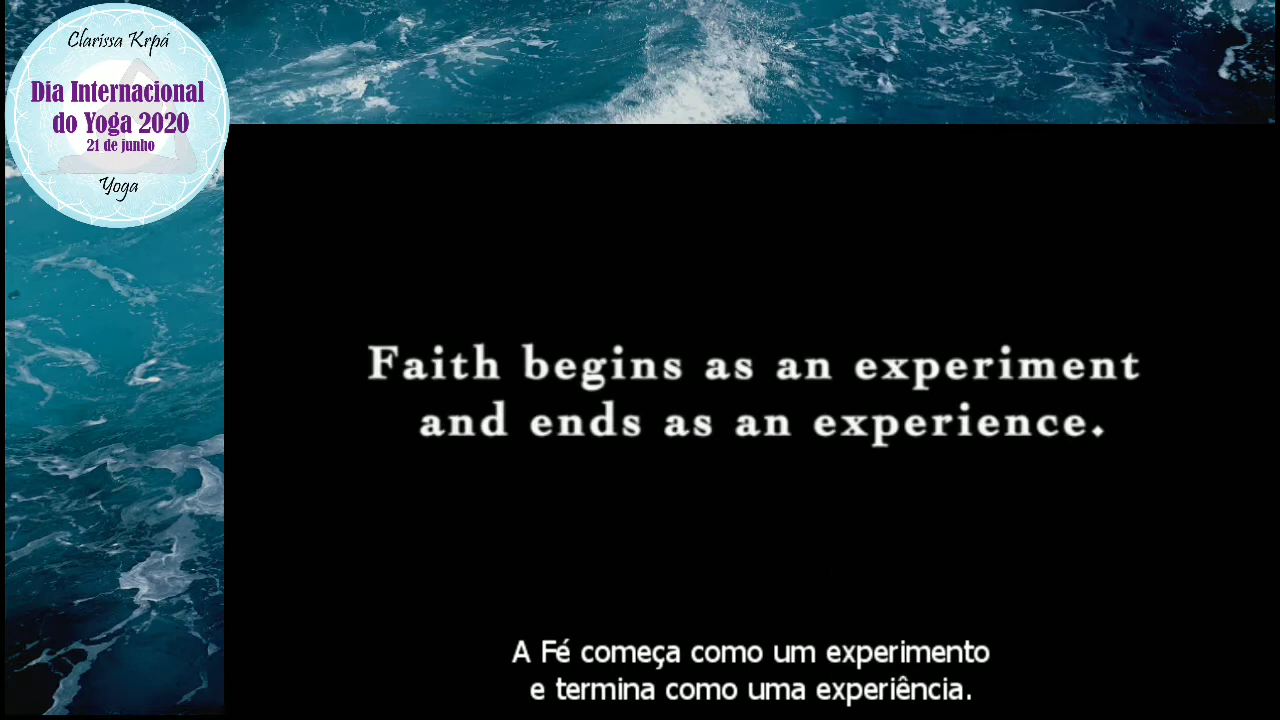 Clarissa Krpá
Dia Internacional
do Yoga 2020
21 de junho
Yoga
Faith begins as an experiment
and ends as an experience.
A Fé começa como um experimento
e termina como uma experiência.